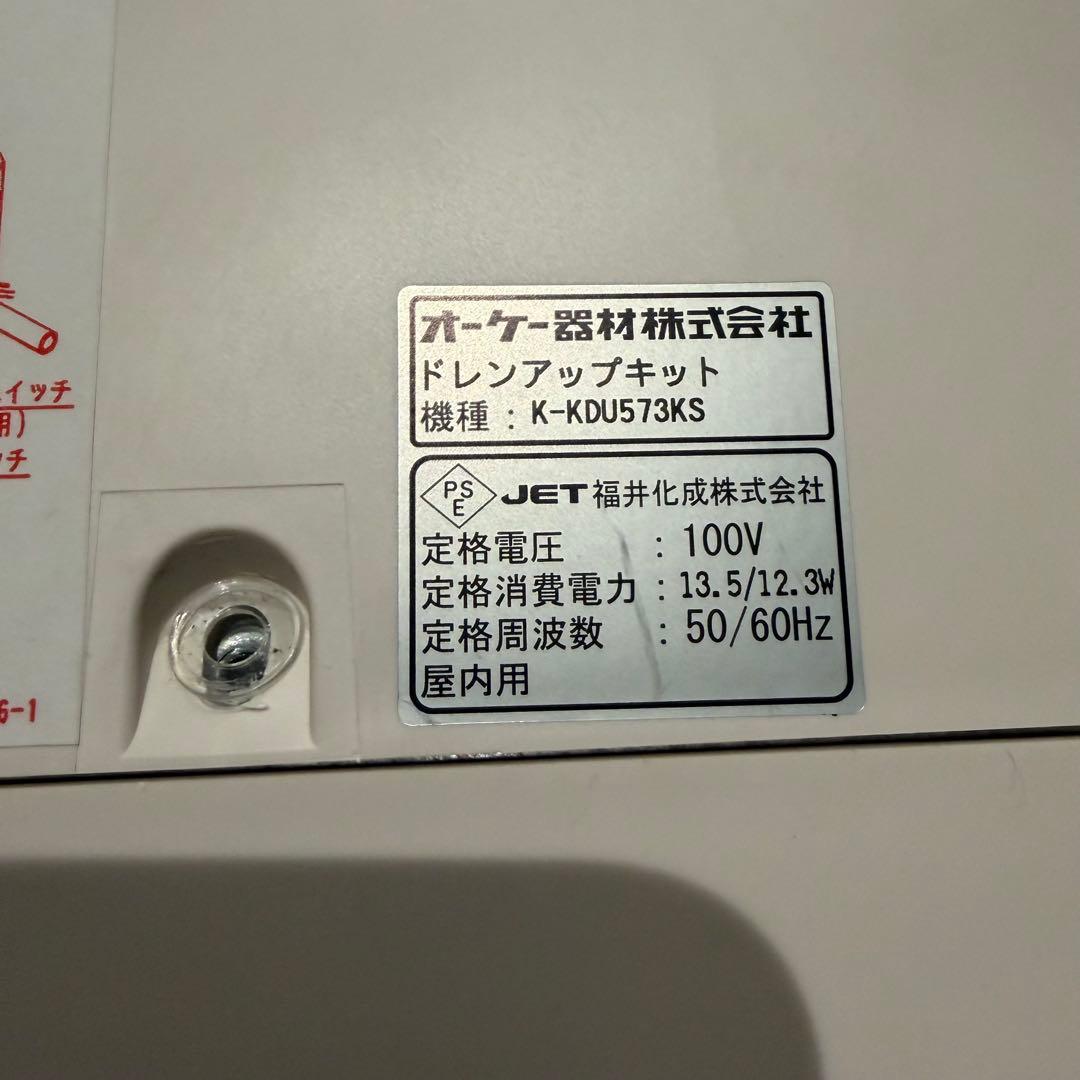 オーケー器材株式会社
ドレンアップキット
機種：K-KDU573KS
PSE JET 福井化成株式会社
定格電圧　：100V
定格消費電力：13.5/12.3W
定格周波数　：50/60Hz
屋内用
イッチ
用)
チ
6-1